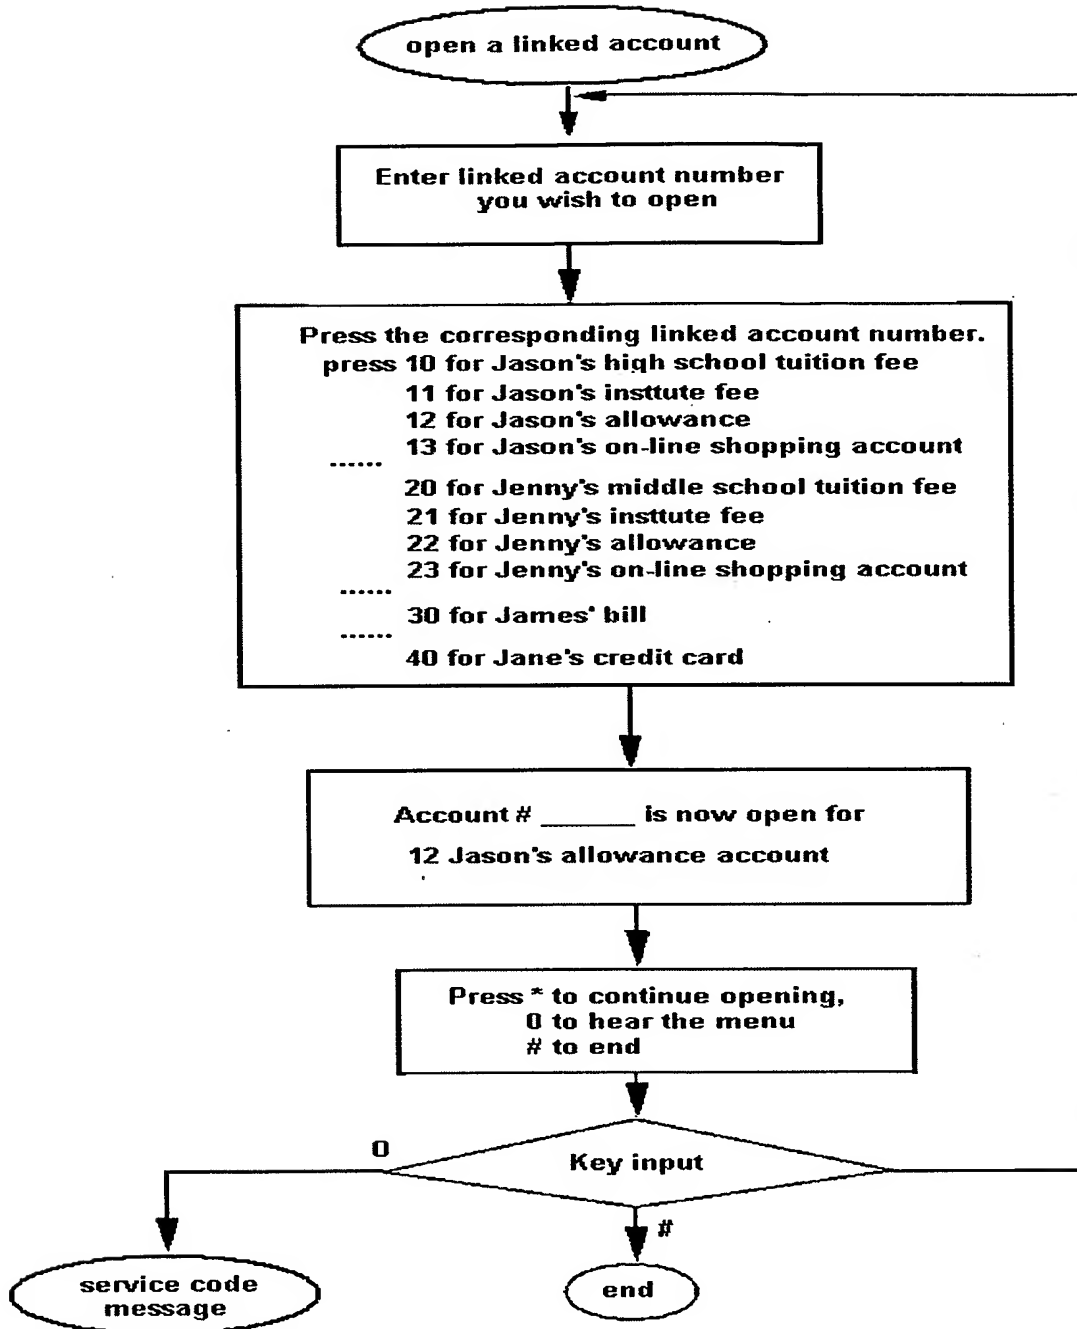 open a linked account
Enter linked account number
you wish to open
Press the corresponding linked account number.
press 10 for Jason's high school tuition fee
11 for Jason's insttute fee
12 for Jason's allowance
13 for Jason's on-line shopping account
......
20 for Jenny's middle school tuition fee
21 for Jenny's insttute fee
22 for Jenny's allowance
23 for Jenny's on-line shopping account
......
30 for James' bill
......
40 for Jane's credit card
Account # ______ is now open for
12 Jason's allowance account
Press * to continue opening,
0 to hear the menu
# to end
0
Key input
#
service code
message
end